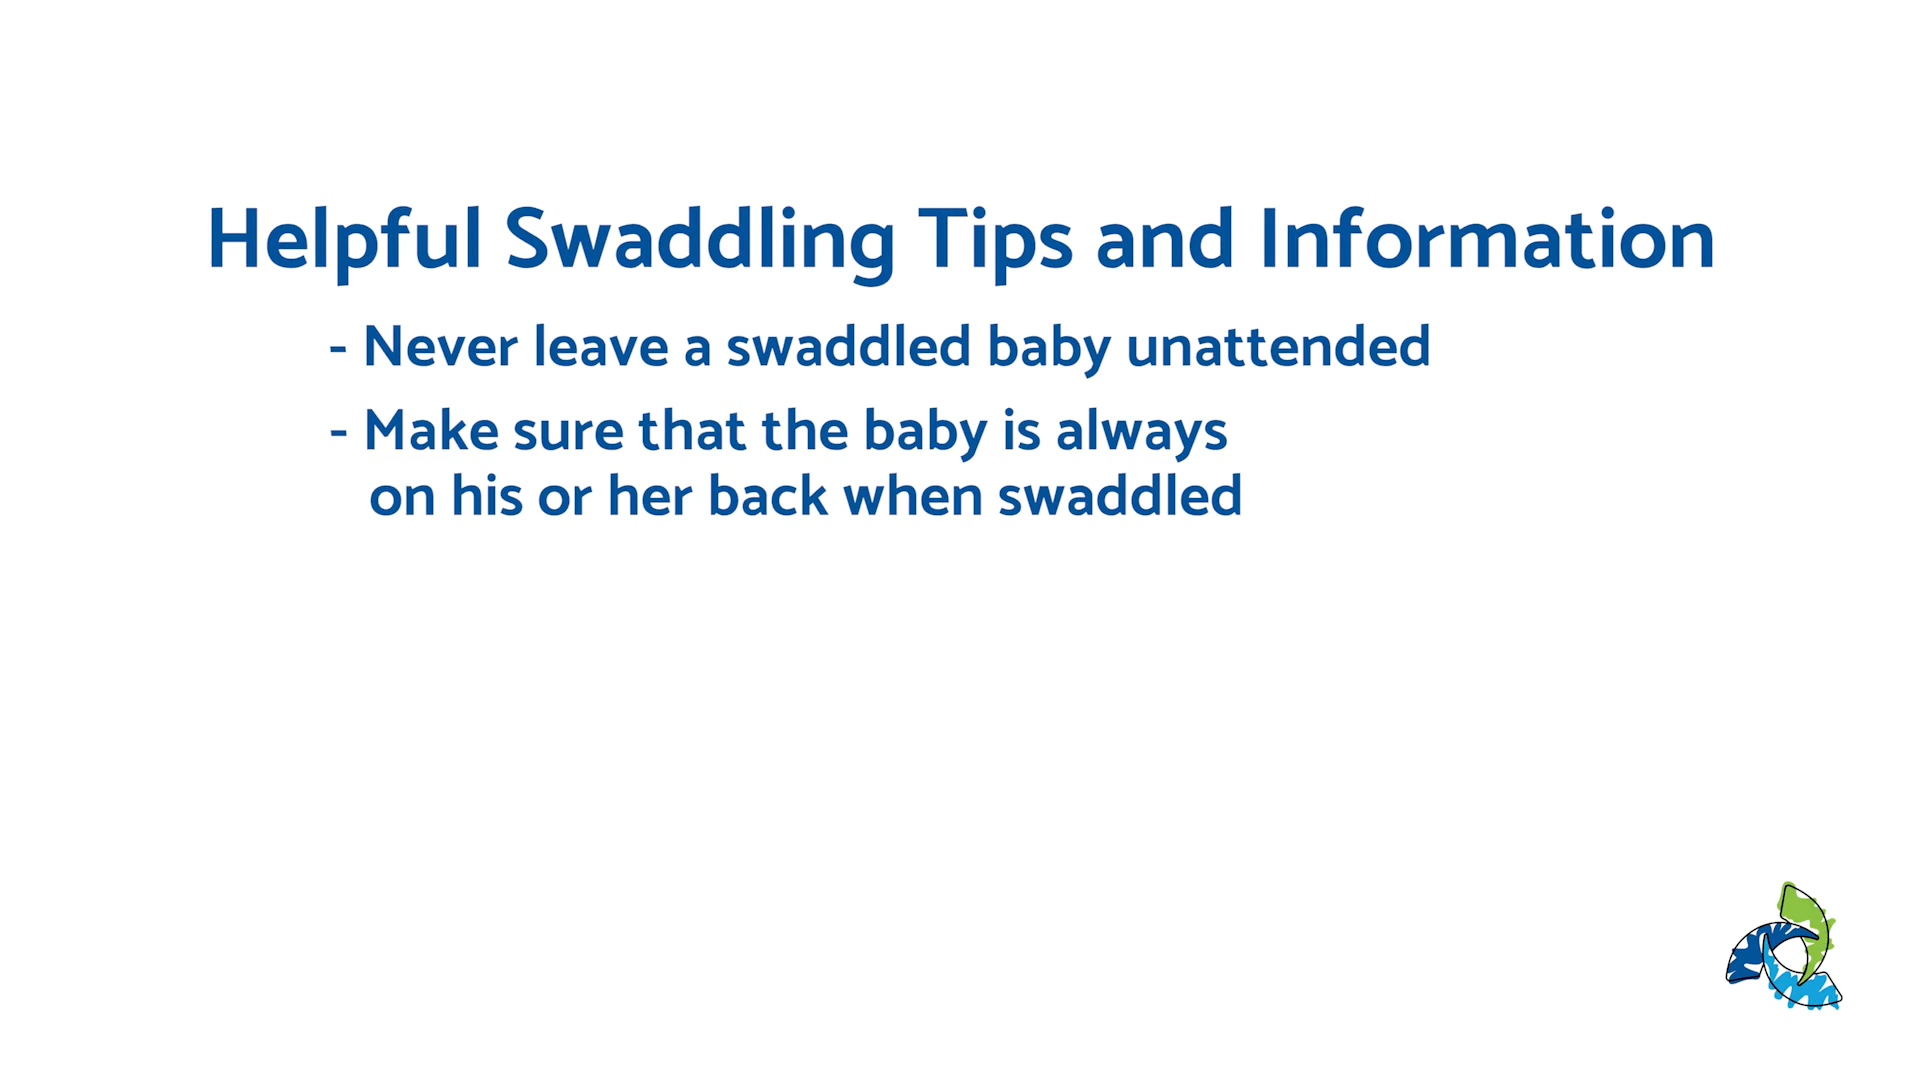 Helpful Swaddling Tips and Information
- Never leave a swaddled baby unattended
- Make sure that the baby is always
on his or her back when swaddled